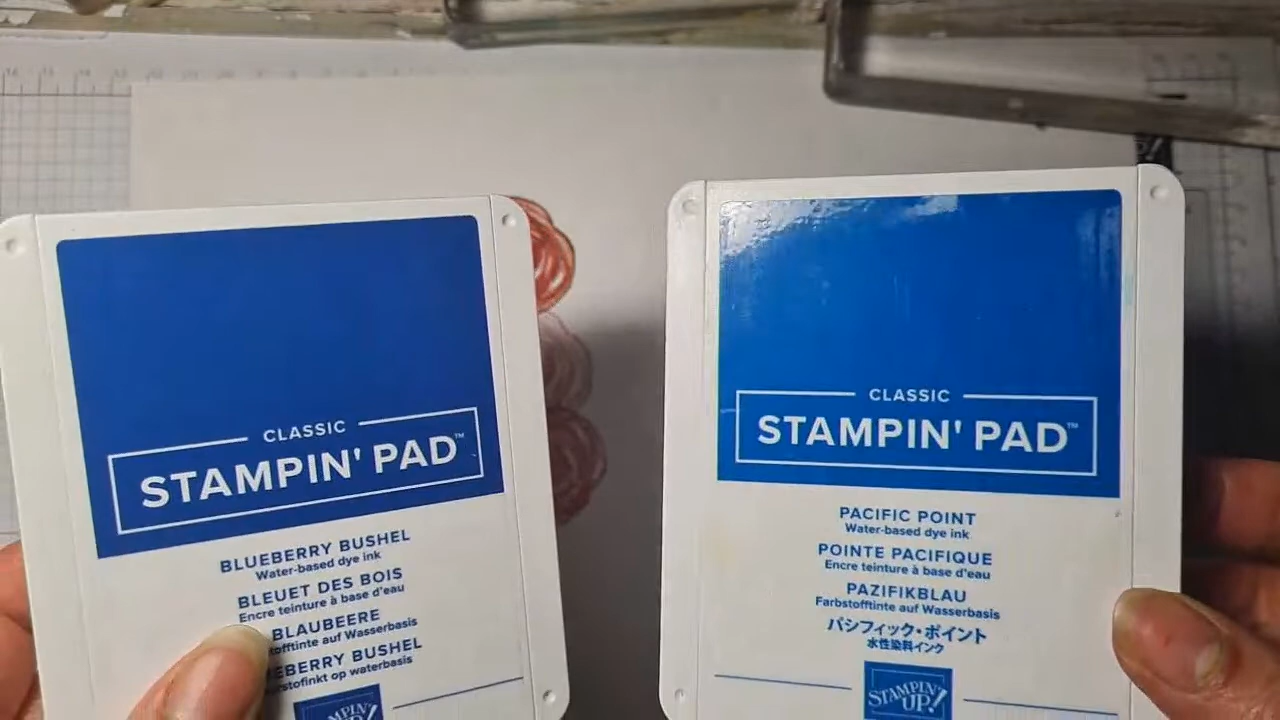 CLASSIC
STAMPIN' PAD™
BLUEBERRY BUSHEL
Water-based dye ink
BLEUET DES BOIS
Encre teinture à base d'eau
BLAUBEERE
auf Wasserbasis
BUSHEL
op waterbasis
STAMPIN'
CLASSIC
STAMPIN' PAD™
PACIFIC POINT
Water-based dye ink
POINTE PACIFIQUE
Encre teinture à base d'eau
PAZIFIKBLAU
Farbstofftinte auf Wasserbasis
パシフィック・ポイント
水性染料インク
STAMPIN'
UP!